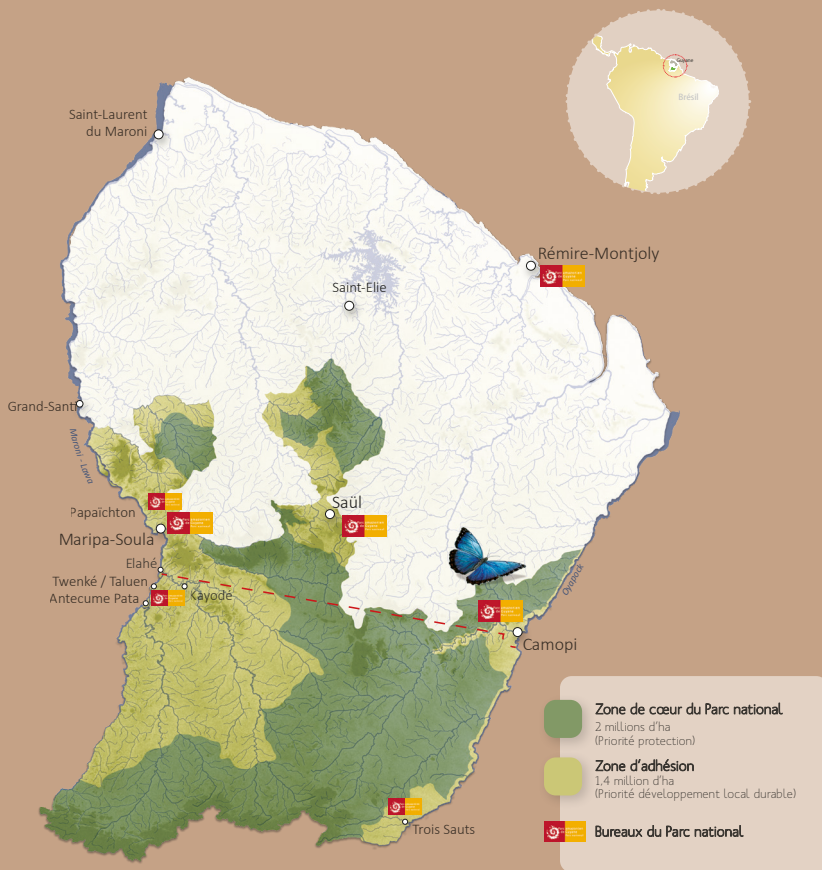 Guyane
Brésil
Saint-Laurent
du Maroni
Rémire-Montjoly
Saint-Elie
Grand-Santi
Maroni - Lawa
Papaïchton
Saül
Maripa-Soula
Elahé
Twenké / Taluen
Kayodé
Antecume Pata
Oyapock
Camopi
Trois Sauts
Zone de cœur du Parc national
2 millions d'ha
(Priorité protection)
Zone d'adhésion
1,4 million d'ha
(Priorité développement local durable)
Bureaux du Parc national